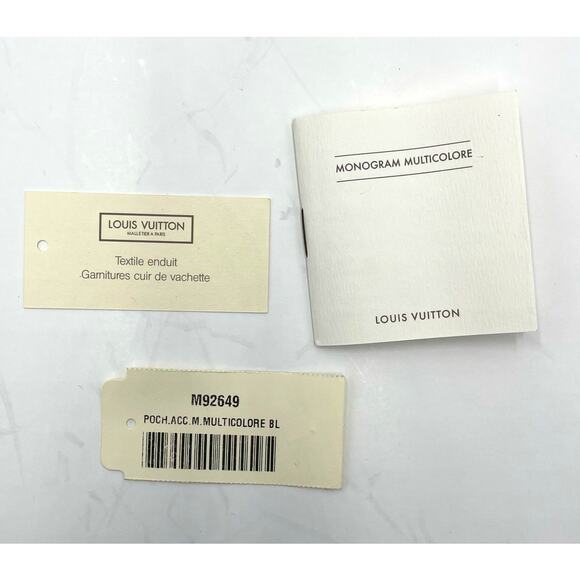 MONOGRAM MULTICOLORE
LOUIS VUITTON
LOUIS VUITTON
MALLETIER A PARIS
Textile enduit
Garnitures cuir de vachette
M92649
POCH.ACC.M.MULTICOLORE BL